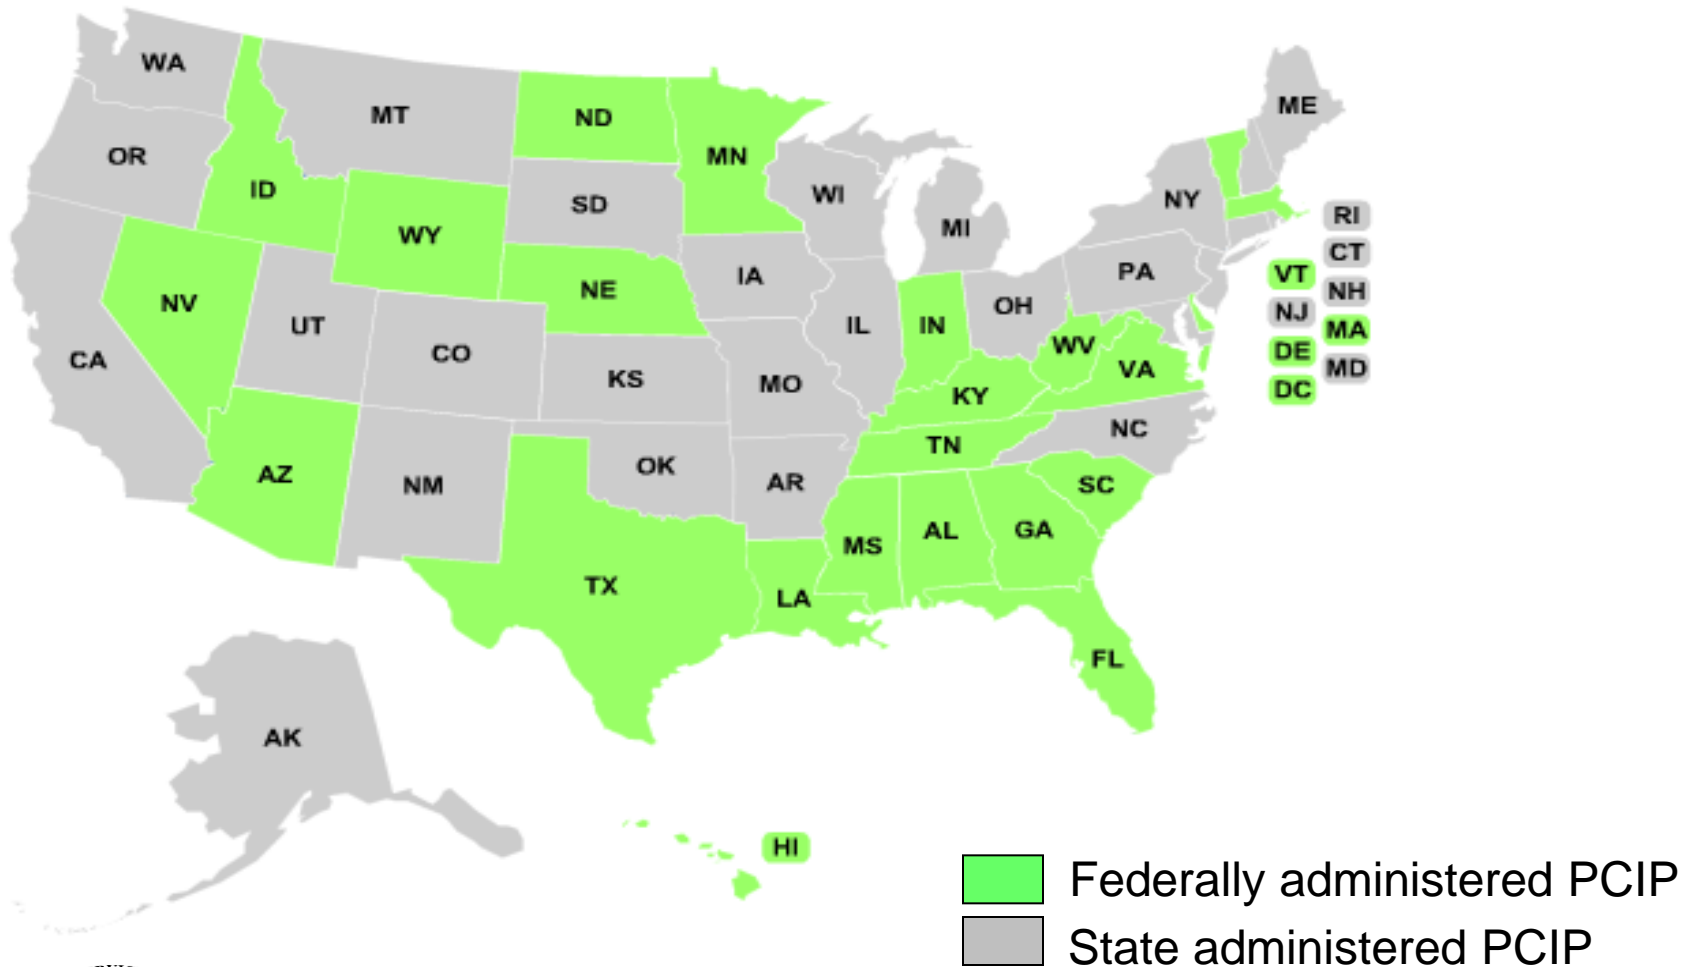 WA
MT
ND
MN
ME
OR
ID
SD
WI
MI
NY
WY
RI
CT
NV
NE
IA
PA
VT
NH
UT
CO
IL
IN
OH
NJ
MA
CA
KS
MO
WV
VA
DE
MD
KY
DC
NC
TN
AZ
NM
OK
AR
SC
MS
AL
GA
TX
LA
FL
AK
HI
Federally administered PCIP
State administered PCIP